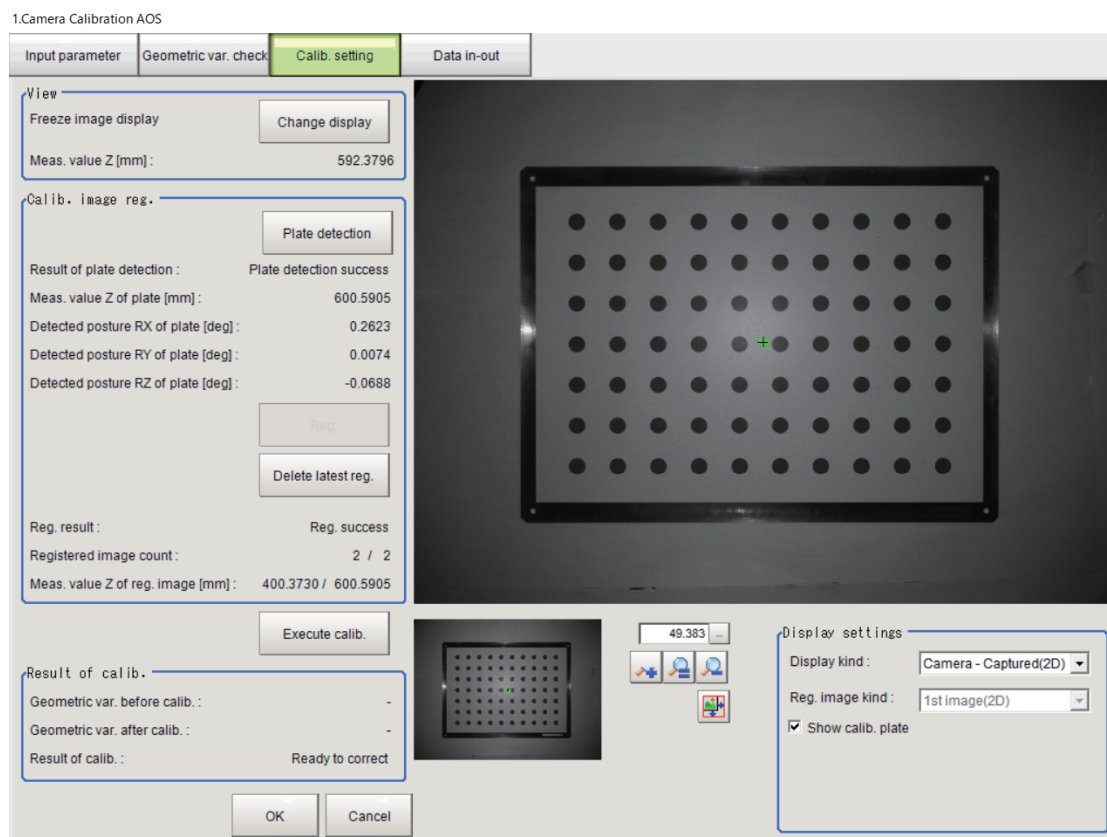 1.Camera Calibration AOS
Input parameter Geometric var. check Calib. setting Data in-out
View
Freeze image display Change display
Meas. value Z [mm] : 592.3796
Calib. image reg.
Plate detection
Result of plate detection : Plate detection success
Meas. value Z of plate [mm] : 600.5905
Detected posture RX of plate [deg] : 0.2623
Detected posture RY of plate [deg] : 0.0074
Detected posture RZ of plate [deg] : -0.0688
Reg.
Delete latest reg.
Reg. result : Reg. success
Registered image count : 2 / 2
Meas. value Z of reg. image [mm] : 400.3730 / 600.5905
Execute calib.
Result of calib.
Geometric var. before calib. : -
Geometric var. after calib. : -
Result of calib. : Ready to correct
OK Cancel
49.383 ...
Display settings
Display kind : Camera - Captured(2D)
Reg. image kind : 1st image(2D)
Show calib. plate